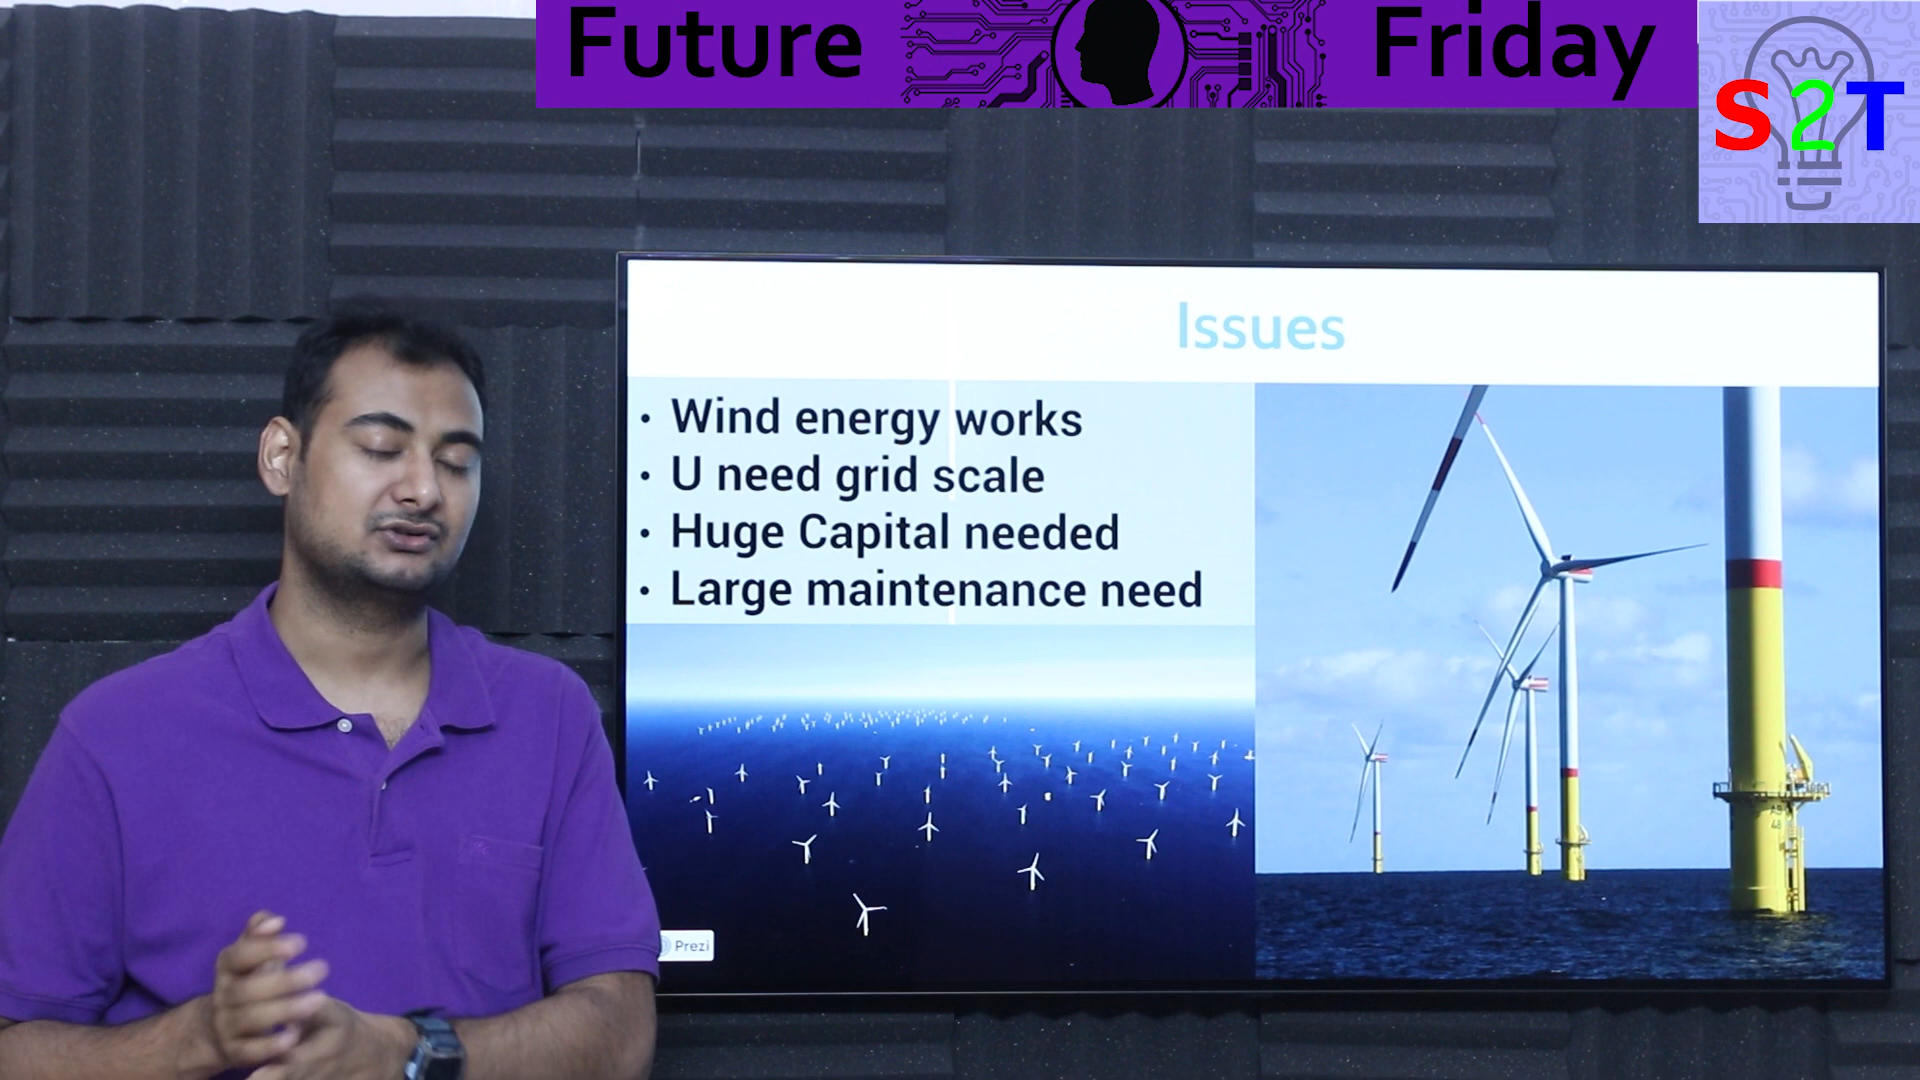 Future Friday
S2T
Issues
• Wind energy works
• U need grid scale
• Huge Capital needed
• Large maintenance need
Prezi